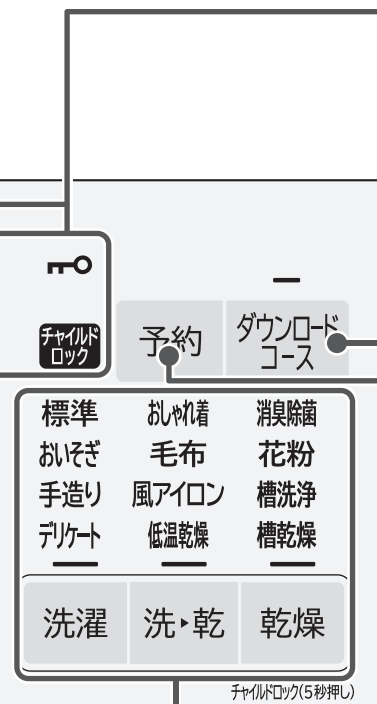 チャイルド
ロック
予約
ダウンロード
コース
標準 おしゃれ着 消臭除菌
おいそぎ 毛布 花粉
手造り 風アイロン 槽洗浄
デリケート 低温乾燥 槽乾燥
洗濯 洗▸乾 乾燥
チャイルドロック(5秒押し)